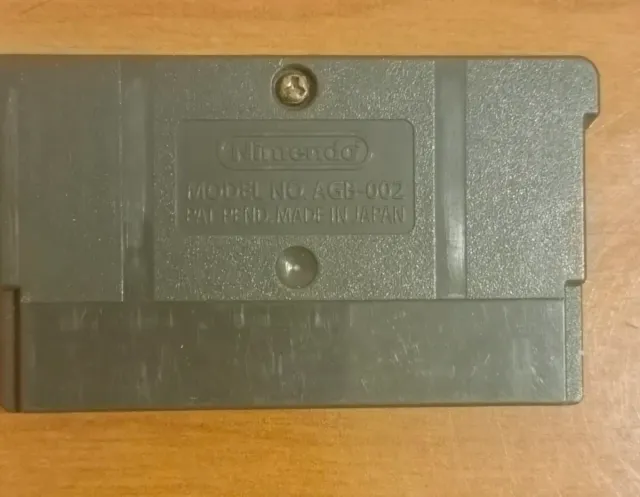 Nintendo®
MODEL NO. AGB-002
PAT. PEND. MADE IN JAPAN